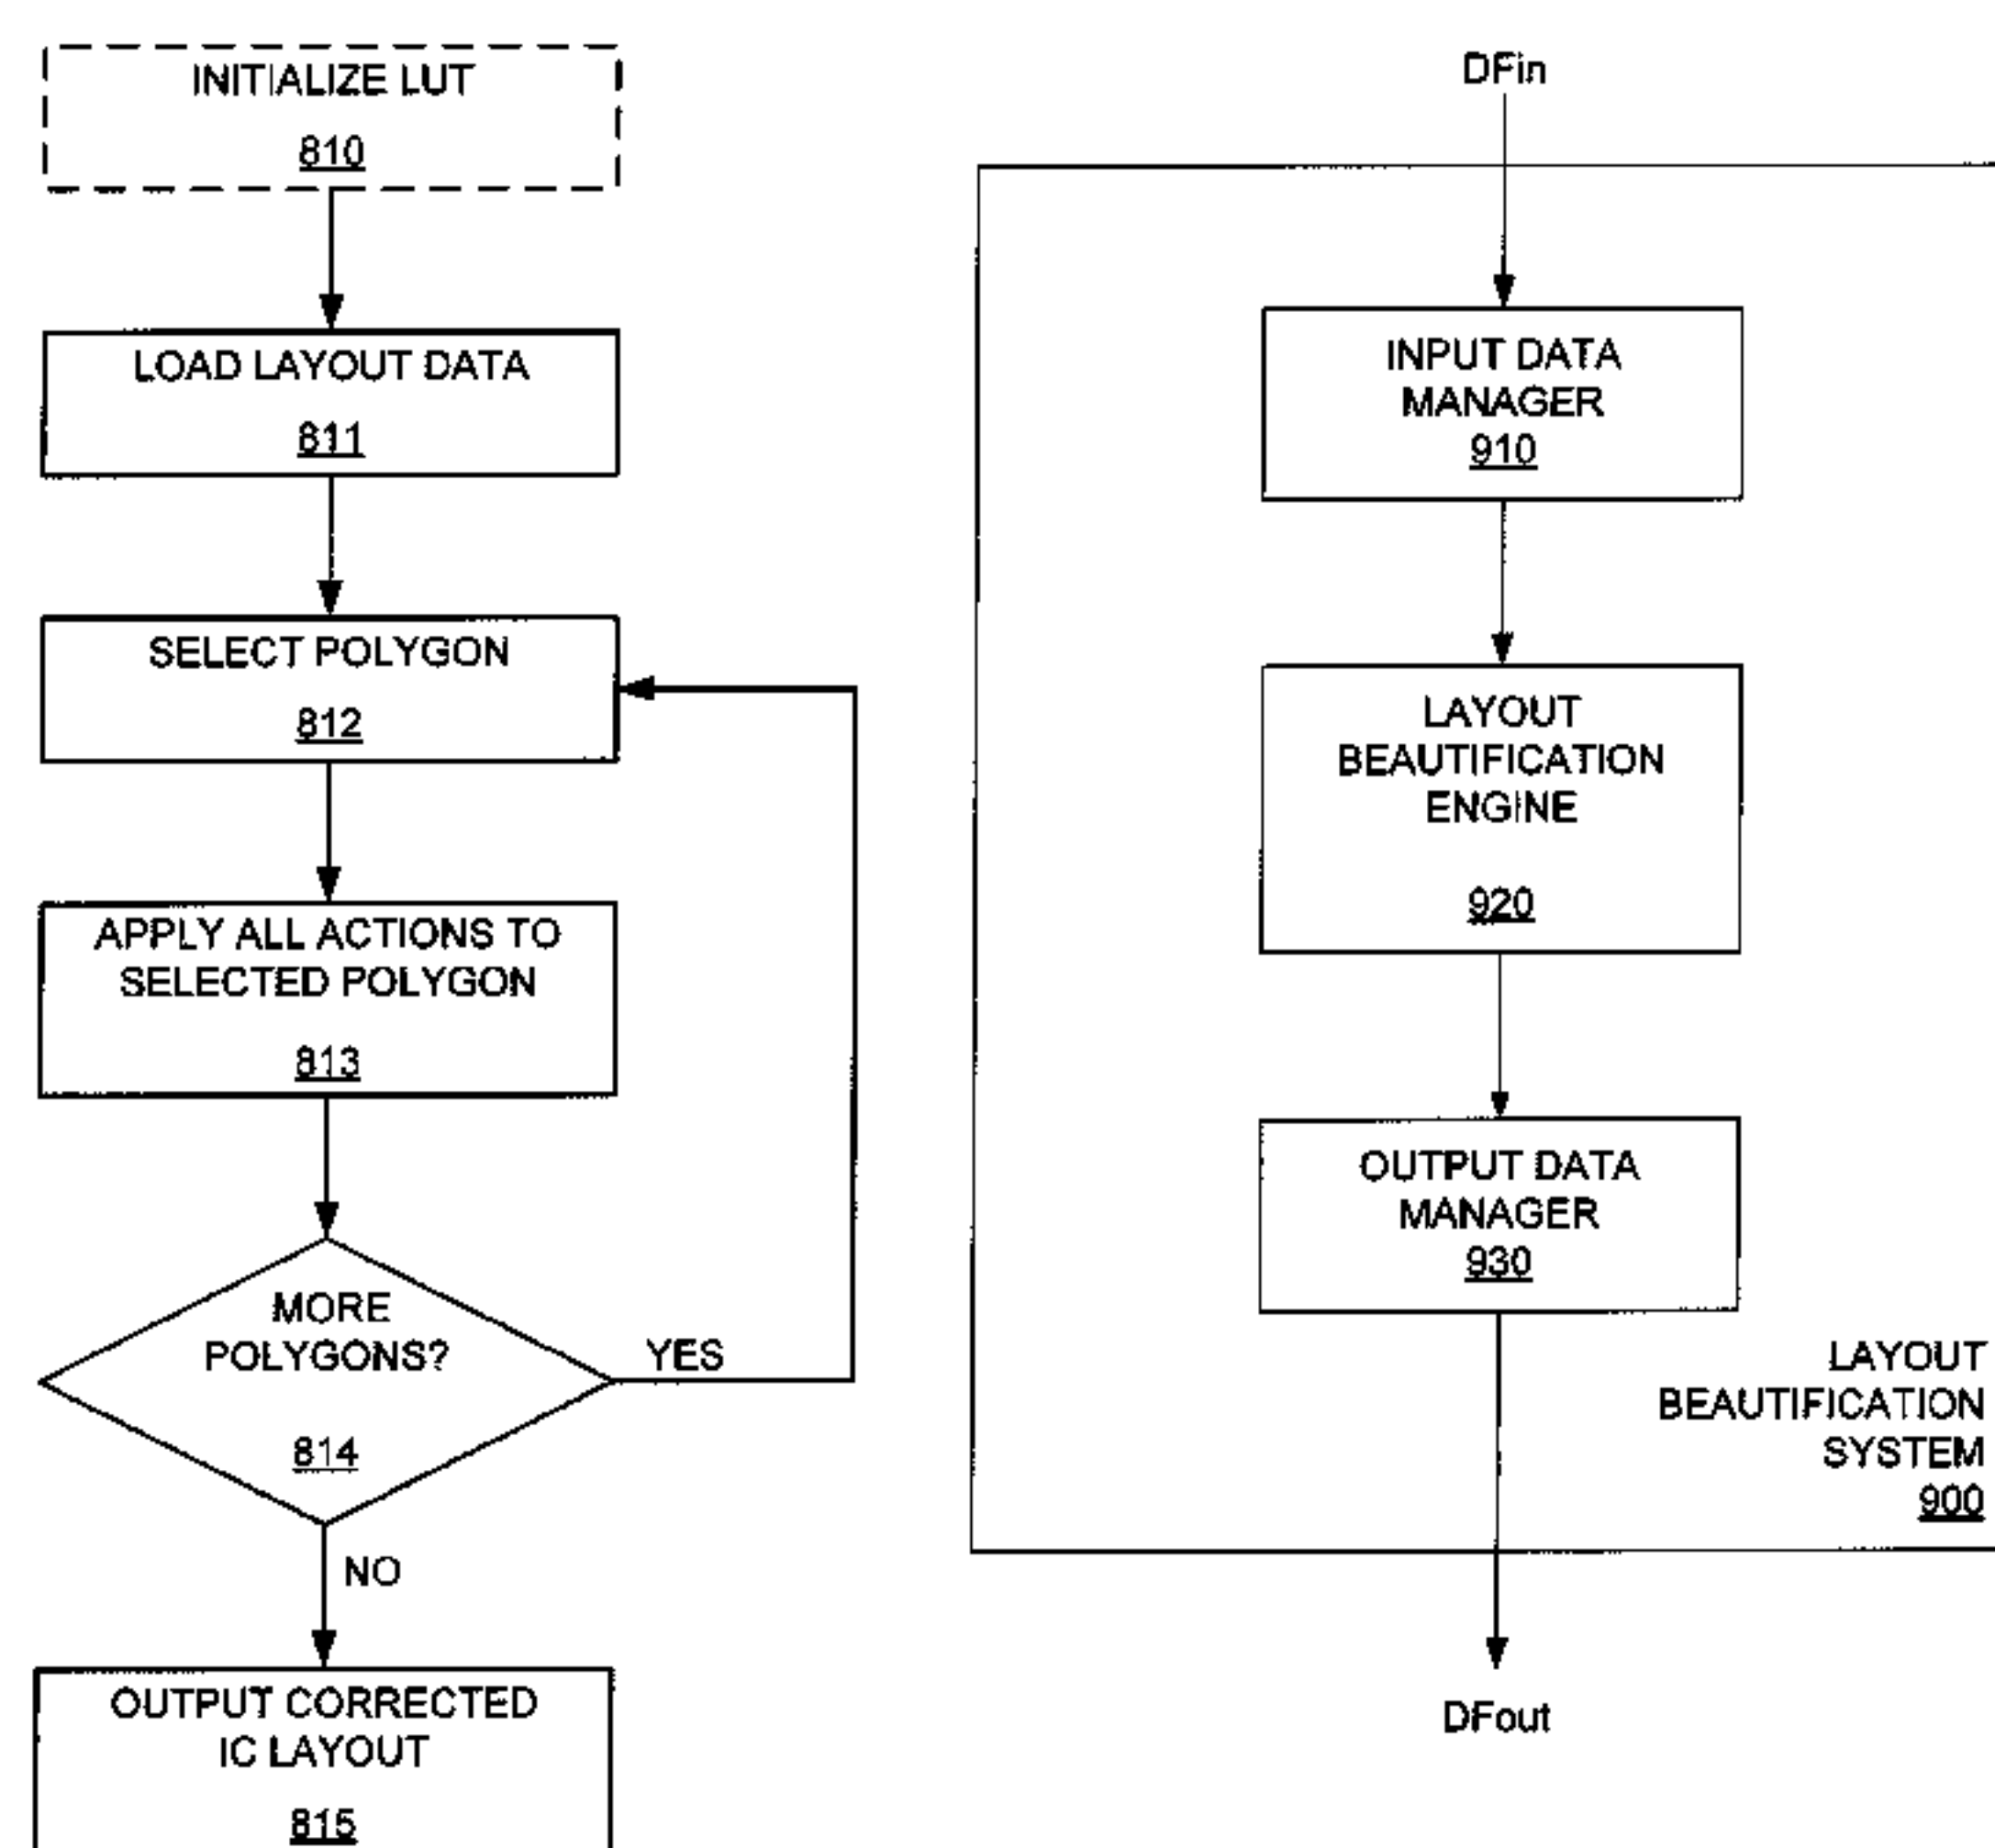 INITIALIZE LUT
810
LOAD LAYOUT DATA
811
SELECT POLYGON
812
APPLY ALL ACTIONS TO
SELECTED POLYGON
813
MORE
POLYGONS?
814
YES
NO
OUTPUT CORRECTED
IC LAYOUT
815
DFin
INPUT DATA
MANAGER
910
LAYOUT
BEAUTIFICATION
ENGINE
920
OUTPUT DATA
MANAGER
930
LAYOUT
BEAUTIFICATION
SYSTEM
900
DFout